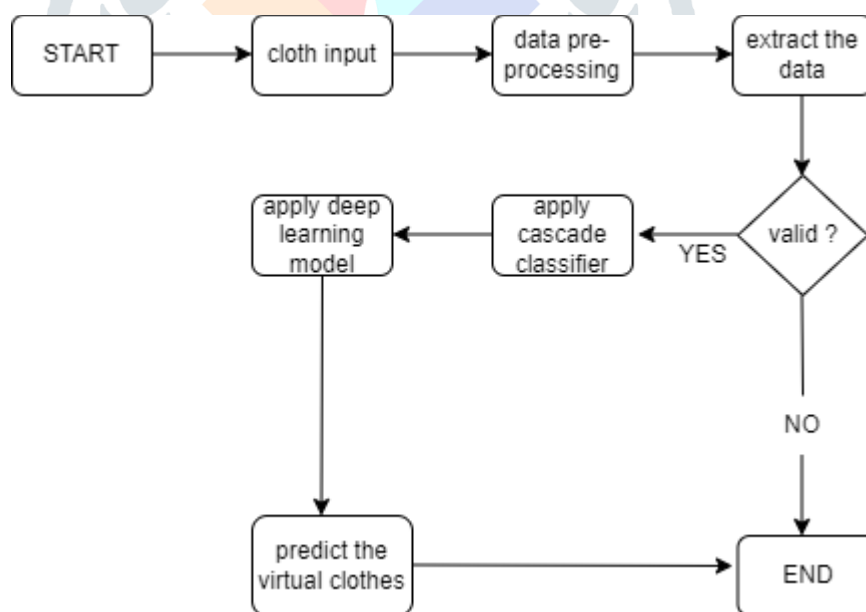 START
cloth input
data pre-
processing
extract the
data
valid ?
YES
apply
cascade
classifier
apply deep
learning
model
NO
predict the
virtual clothes
END